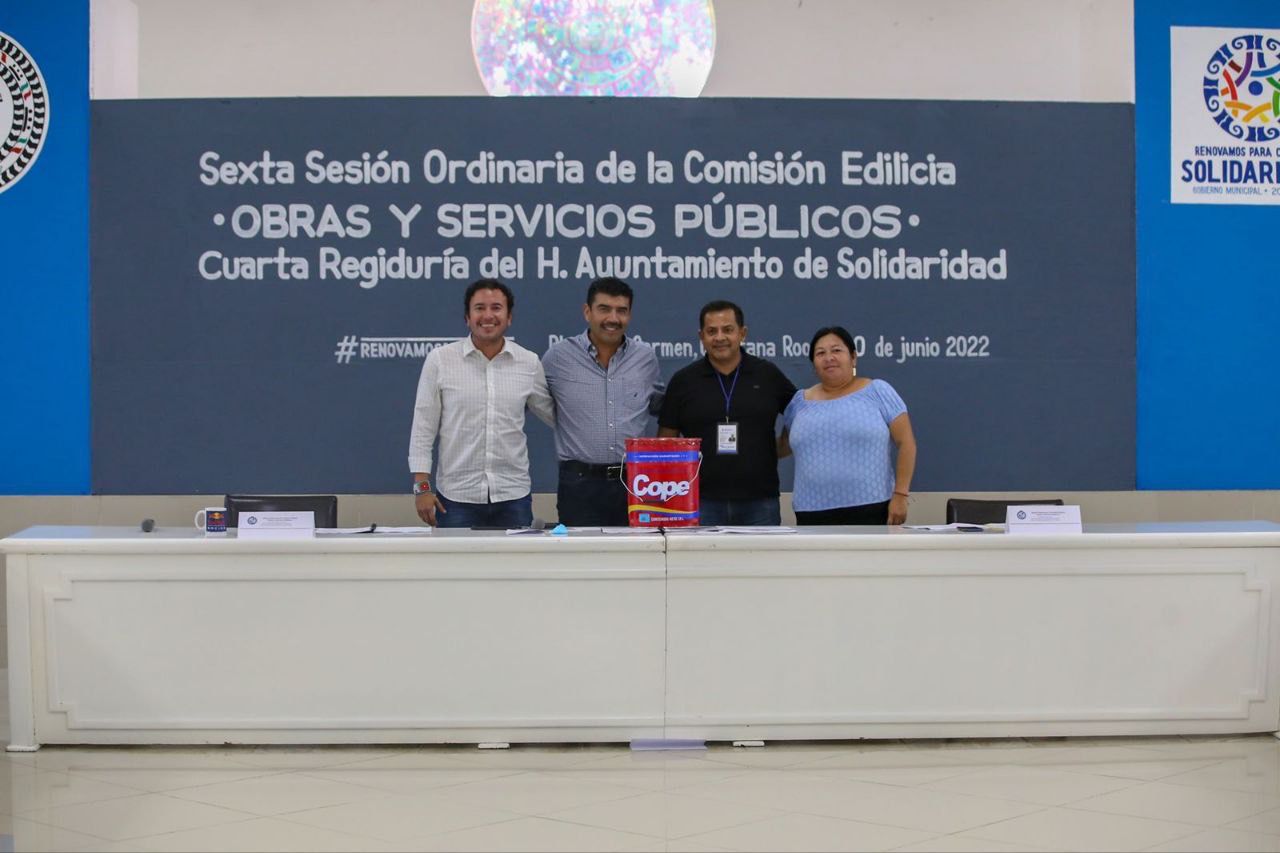 Sexta Sesión Ordinaria de la Comisión Edilicia
• OBRAS Y SERVICIOS PÚBLICOS •
Cuarta Regiduría del H. Ayuntamiento de Solidaridad
#RENOVAMOS
de junio 2022
RENOVAMOS PARA
SOLIDAR
GOBIERNO MUNICIPAL
Cope